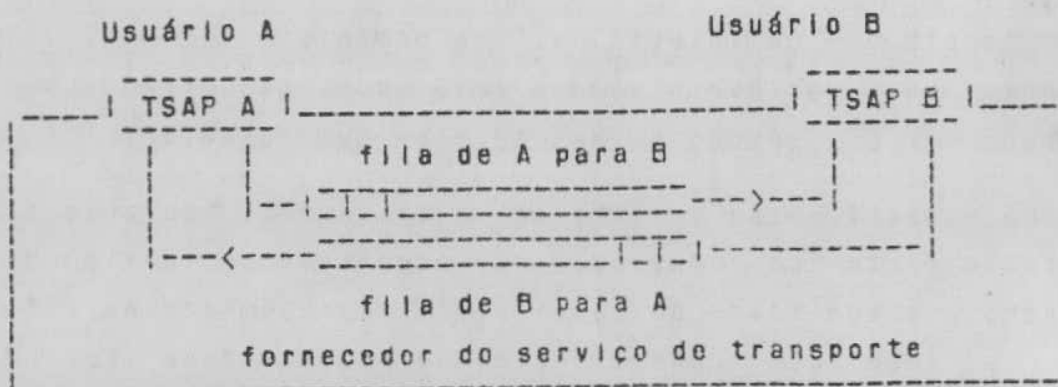 Usuário A Usuário B
TSAP A TSAP B
fila de A para B
fila de B para A
fornecedor do serviço de transporte